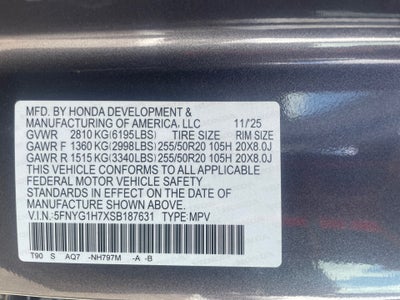 MFD. BY HONDA DEVELOPMENT &
MANUFACTURING OF AMERICA, LLC 11/25
GVWR 2810 KG(6195LBS) TIRE SIZE RIM SIZE
GAWR F 1360 KG(2998LBS) 255/50R20 105H 20X8.0J
GAWR R 1515 KG(3340LBS) 255/50R20 105H 20X8.0J
THIS VEHICLE CONFORMS TO ALL APPLICABLE
FEDERAL MOTOR VEHICLE SAFETY
STANDARDS IN EFFECT ON THE DATE OF
MANUFACTURE SHOWN ABOVE.
V.I.N.:5FNYG1H7XSB187631 TYPE:MPV
T90 S AQ7 -NH797M -A -B